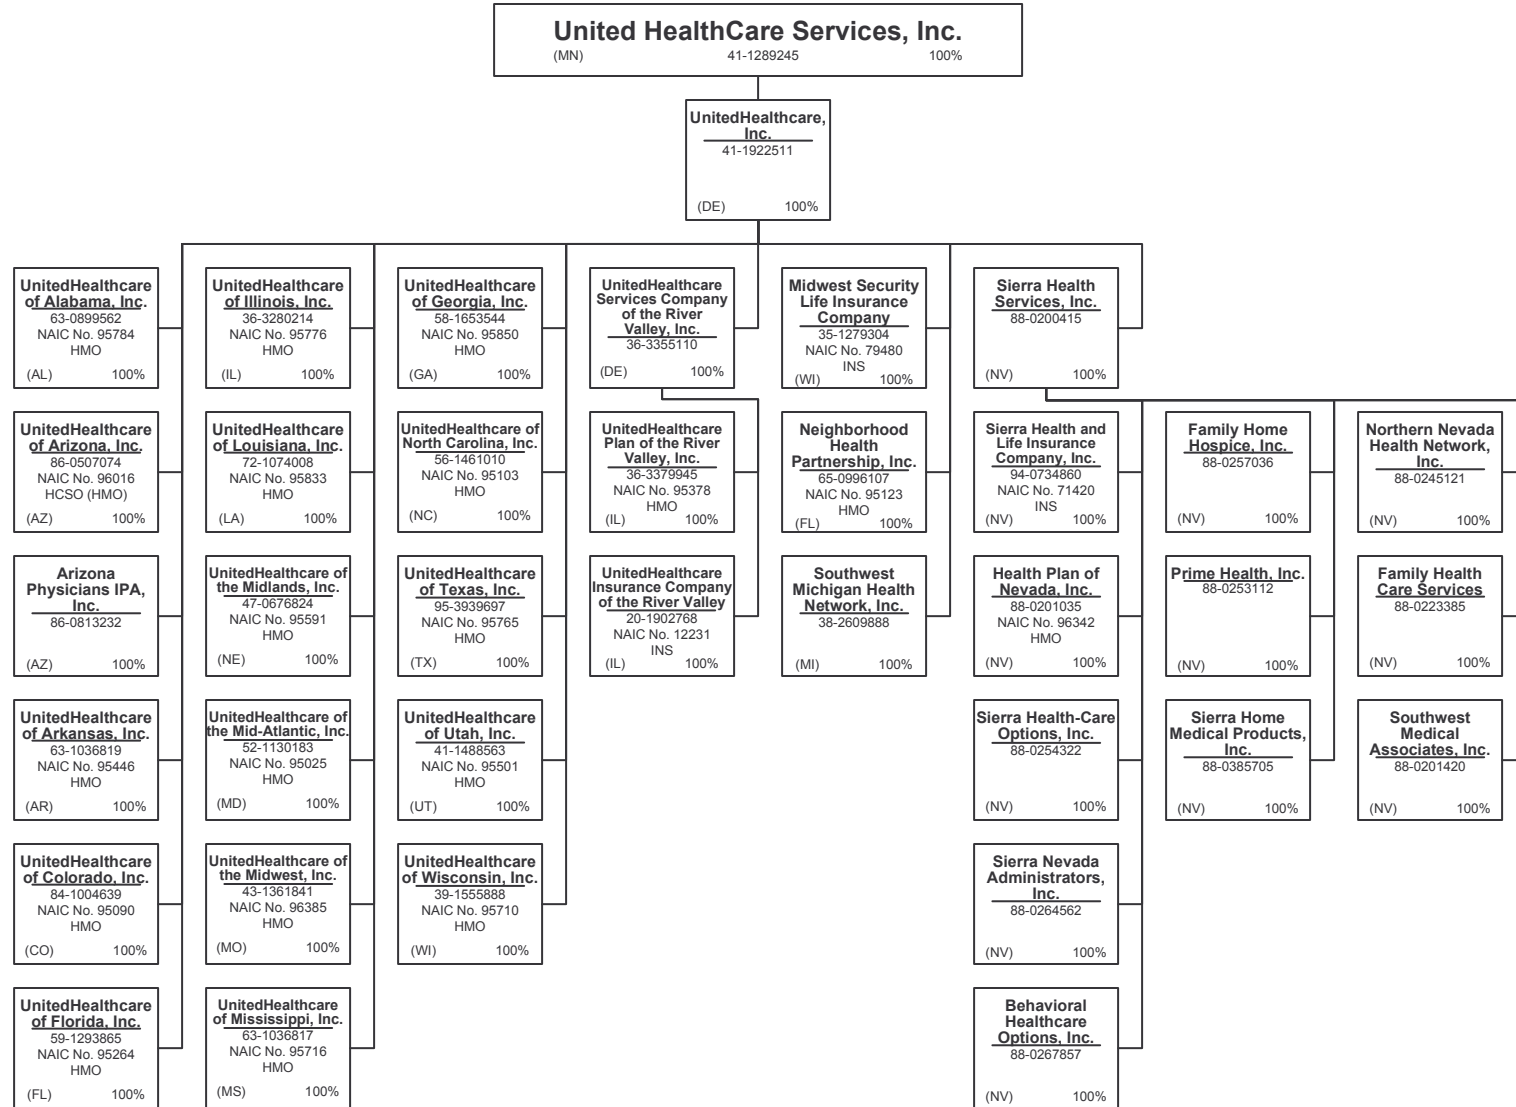 United HealthCare Services, Inc.
(MN) 41-1289245 100%
UnitedHealthcare,
Inc.
41-1922511
(DE) 100%
UnitedHealthcare
of Alabama, Inc.
63-0899562
NAIC No. 95784
HMO
(AL) 100%
UnitedHealthcare
of Illinois, Inc.
36-3280214
NAIC No. 95776
HMO
(IL) 100%
UnitedHealthcare
of Georgia, Inc.
58-1653544
NAIC No. 95850
HMO
(GA) 100%
UnitedHealthcare
Services Company
of the River
Valley, Inc.
36-3355110
(DE) 100%
Midwest Security
Life Insurance
Company
35-1279304
NAIC No. 79480
INS
(WI) 100%
Sierra Health
Services, Inc.
88-0200415
(NV) 100%
UnitedHealthcare
of Arizona, Inc.
86-0507074
NAIC No. 96016
HCSO (HMO)
(AZ) 100%
UnitedHealthcare
of Louisiana, Inc.
72-1074008
NAIC No. 95833
HMO
(LA) 100%
UnitedHealthcare of
North Carolina, Inc.
56-1461010
NAIC No. 95103
HMO
(NC) 100%
UnitedHealthcare
Plan of the River
Valley, Inc.
36-3379945
NAIC No. 95378
HMO
(IL) 100%
Neighborhood
Health
Partnership, Inc.
65-0996107
NAIC No. 95123
HMO
(FL) 100%
Sierra Health and
Life Insurance
Company, Inc.
94-0734860
NAIC No. 71420
INS
(NV) 100%
Family Home
Hospice, Inc.
88-0257036
(NV) 100%
Northern Nevada
Health Network,
Inc.
88-0245121
(NV) 100%
Arizona
Physicians IPA,
Inc.
86-0813232
(AZ) 100%
UnitedHealthcare of
the Midlands, Inc.
47-0676824
NAIC No. 95591
HMO
(NE) 100%
UnitedHealthcare
of Texas, Inc.
95-3939697
NAIC No. 95765
HMO
(TX) 100%
UnitedHealthcare
Insurance Company
of the River Valley
20-1902768
NAIC No. 12231
INS
(IL) 100%
Southwest
Michigan Health
Network, Inc.
38-2609888
(MI) 100%
Health Plan of
Nevada, Inc.
88-0201035
NAIC No. 96342
HMO
(NV) 100%
Prime Health, Inc.
88-0253112
(NV) 100%
Family Health
Care Services
88-0223385
(NV) 100%
UnitedHealthcare
of Arkansas, Inc.
63-1036819
NAIC No. 95446
HMO
(AR) 100%
UnitedHealthcare of
the Mid-Atlantic, Inc.
52-1130183
NAIC No. 95025
HMO
(MD) 100%
UnitedHealthcare
of Utah, Inc.
41-1488563
NAIC No. 95501
HMO
(UT) 100%
Sierra Health-Care
Options, Inc.
88-0254322
(NV) 100%
Sierra Home
Medical Products,
Inc.
88-0385705
(NV) 100%
Southwest
Medical
Associates, Inc.
88-0201420
(NV) 100%
UnitedHealthcare
of Colorado, Inc.
84-1004639
NAIC No. 95090
HMO
(CO) 100%
UnitedHealthcare of
the Midwest, Inc.
43-1361841
NAIC No. 96385
HMO
(MO) 100%
UnitedHealthcare
of Wisconsin, Inc.
39-1555888
NAIC No. 95710
HMO
(WI) 100%
Sierra Nevada
Administrators,
Inc.
88-0264562
(NV) 100%
UnitedHealthcare
of Florida, Inc.
59-1293865
NAIC No. 95264
HMO
(FL) 100%
UnitedHealthcare
of Mississippi, Inc.
63-1036817
NAIC No. 95716
HMO
(MS) 100%
Behavioral
Healthcare
Options, Inc.
88-0267857
(NV) 100%